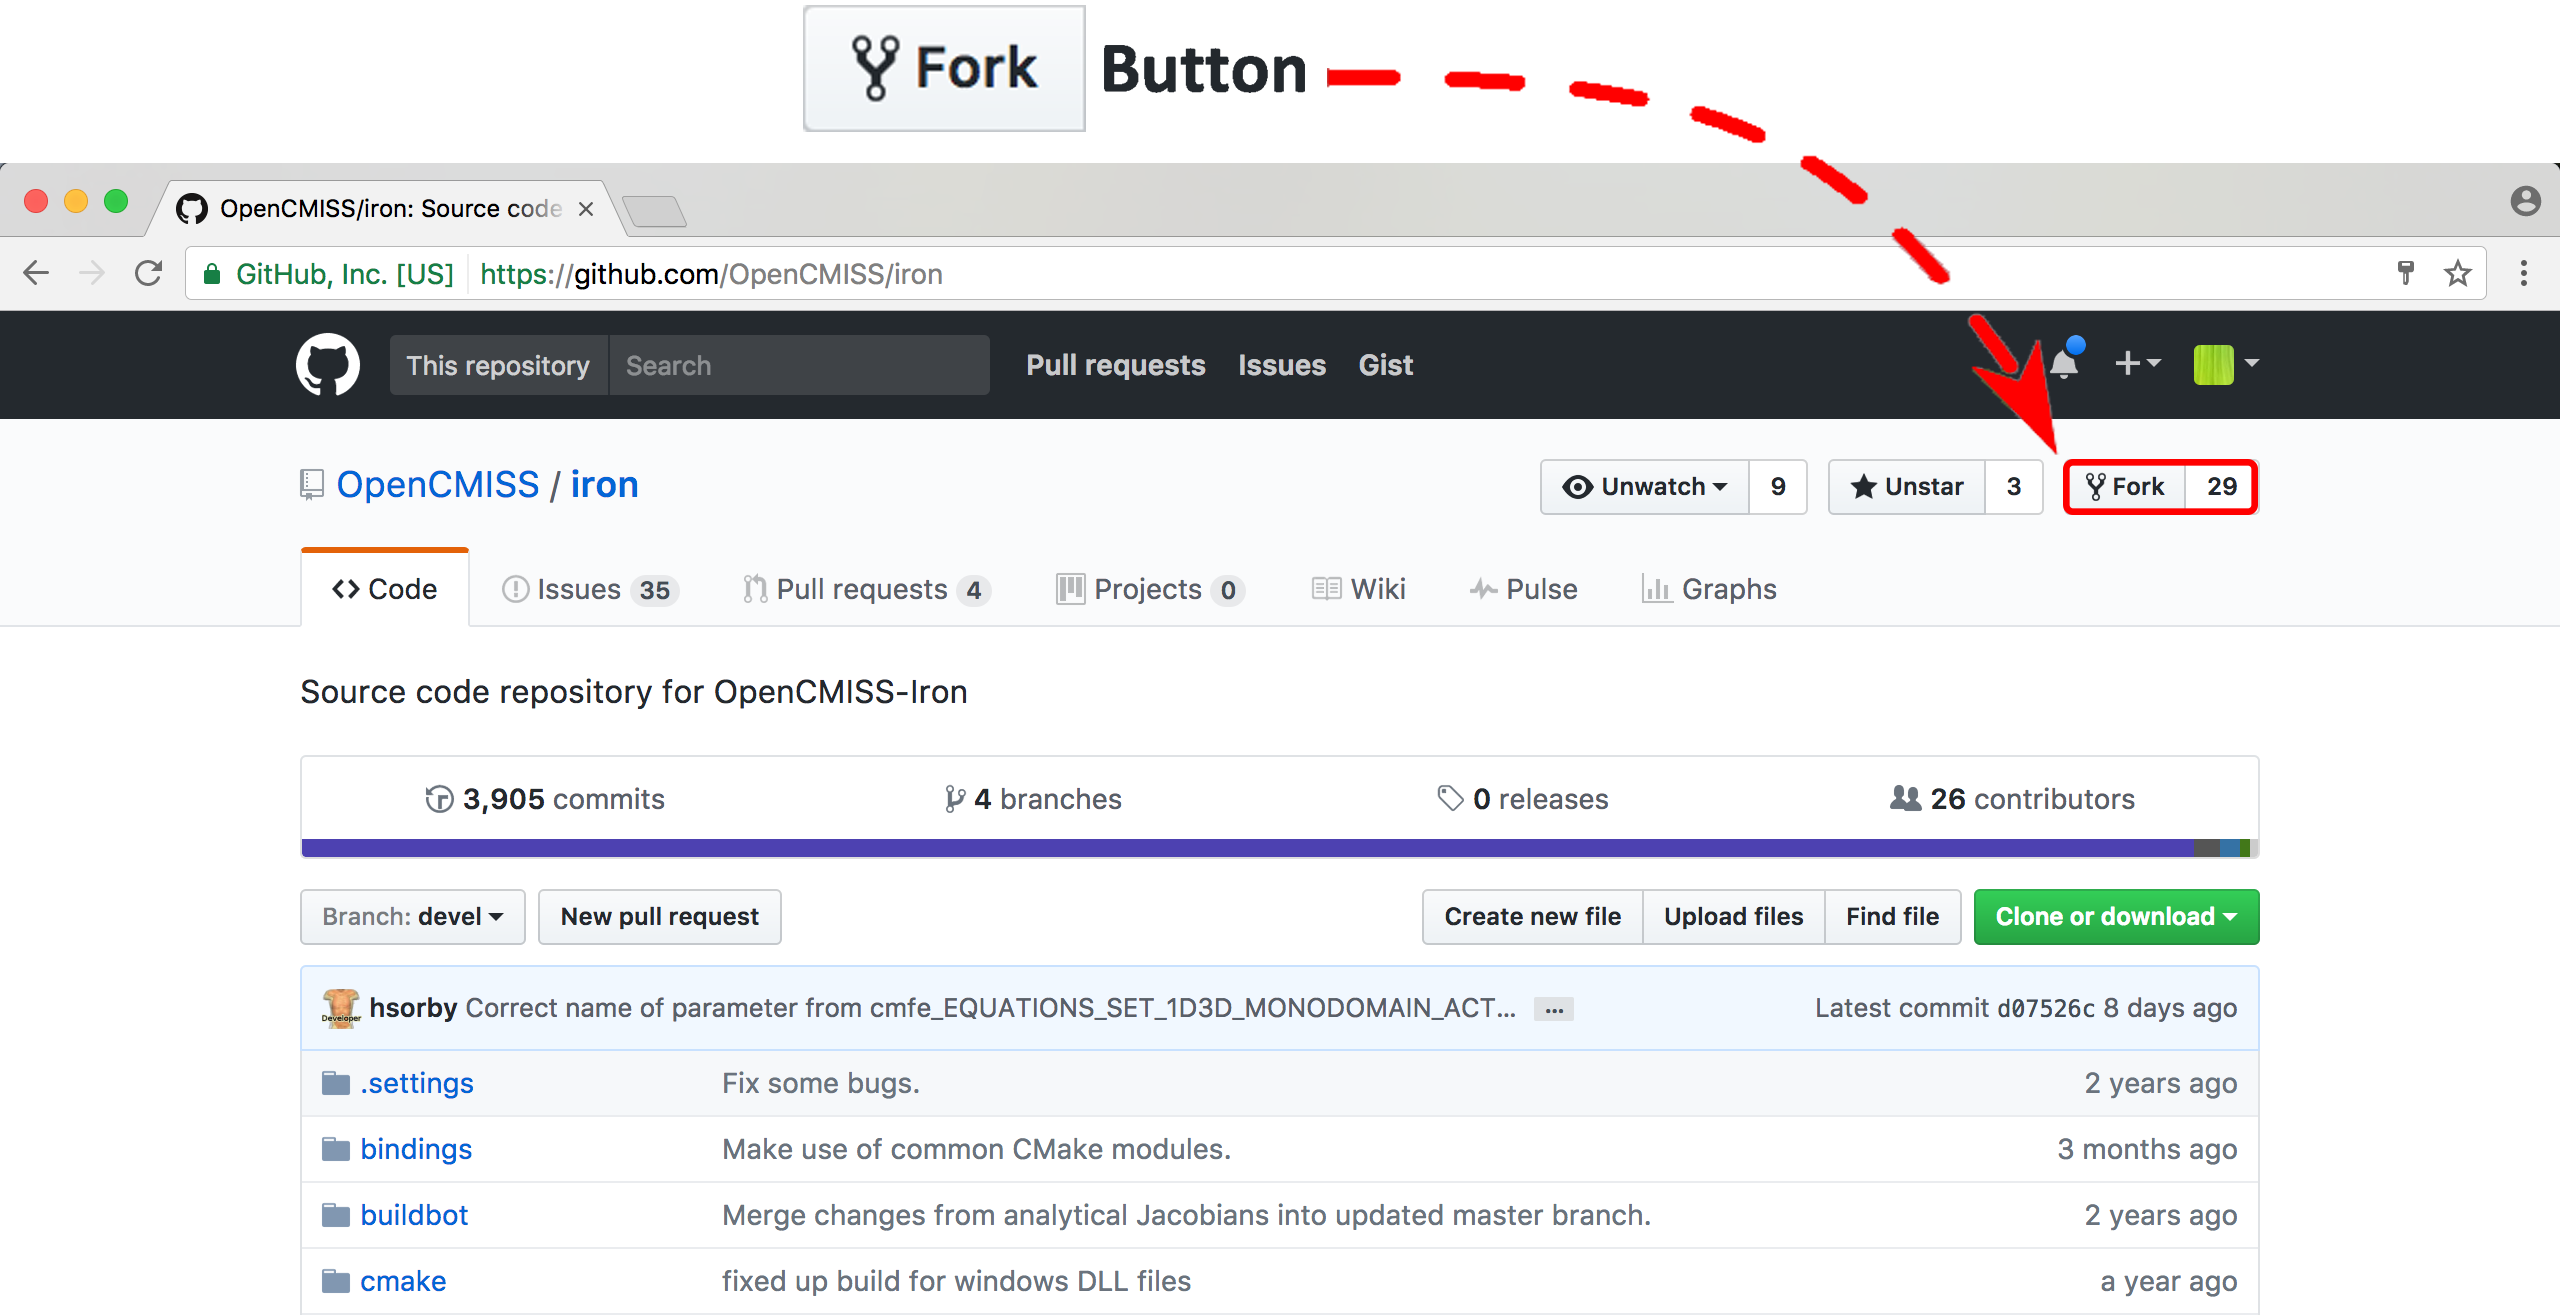 Fork Button
OpenCMISS/iron: Source code
GitHub, Inc. [US] https://github.com/OpenCMISS/iron
This repository Search Pull requests Issues Gist
OpenCMISS / iron Unwatch 9 Unstar 3 Fork 29
Code Issues 35 Pull requests 4 Projects 0 Wiki Pulse Graphs
Source code repository for OpenCMISS-Iron
3,905 commits 4 branches 0 releases 26 contributors
Branch: devel New pull request Create new file Upload files Find file Clone or download
Developer hsorby Correct name of parameter from cmfe_EQUATIONS_SET_1D3D_MONODOMAIN_ACT... ... Latest commit d07526c 8 days ago
.settings Fix some bugs. 2 years ago
bindings Make use of common CMake modules. 3 months ago
buildbot Merge changes from analytical Jacobians into updated master branch. 2 years ago
cmake fixed up build for windows DLL files a year ago